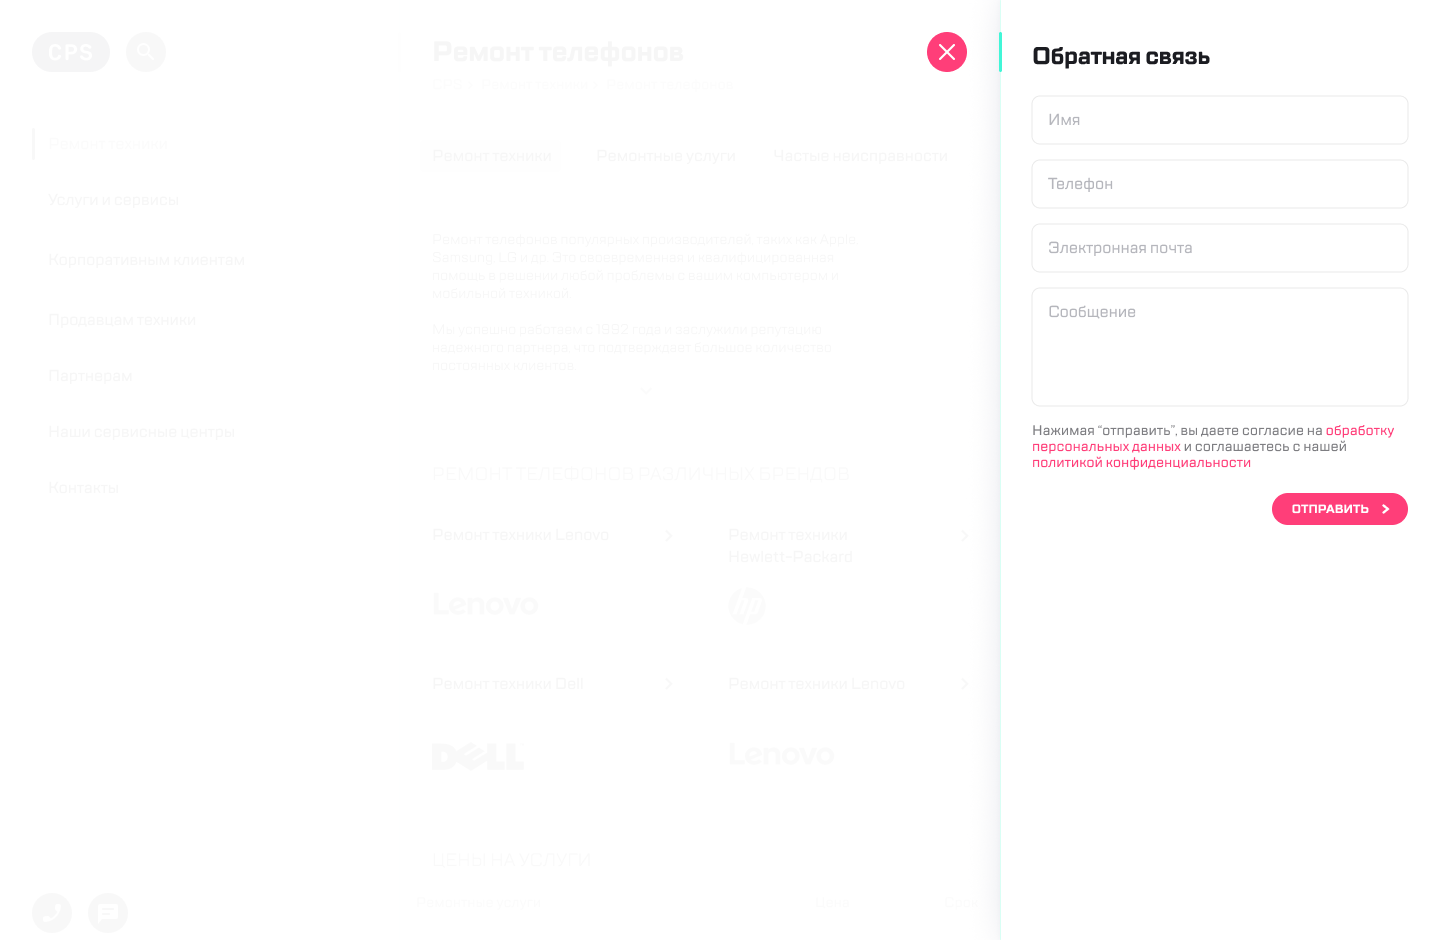 CPS
Ремонт техники
Услуги и сервисы
Корпоративным клиентам
Продавцам техники
Партнерам
Наши сервисные центры
Контакты
Ремонт телефонов
Ремонт техники
Ремонтные услуги
Частые неисправности
Ремонт телефонов популярных производителей, таких как Apple,
Samsung, LG и др. Это своевременная и квалифицированная
помощь в решении любой проблемы с вашим компьютером и
мобильной техникой.
Мы успешно работаем с 1992 года и заслужили репутацию
надежного партнера, что подтверждает большое количество
постоянных клиентов.
РЕМОНТ ТЕЛЕФОНОВ РАЗЛИЧНЫХ БРЕНДОВ
Ремонт техники Lenovo
Lenovo
Ремонт техники
Hewlett-Packard
hp
Ремонт техники Dell
DELL
Ремонт техники Lenovo
Lenovo
ЦЕНЫ НА УСЛУГИ
Ремонтные услуги
Цена
Обратная связь
Имя
Телефон
Электронная почта
Сообщение
Нажимая “отправить”, вы даете согласие на обработку
персональных данных и соглашаетесь с нашей
политикой конфиденциальности
ОТПРАВИТЬ